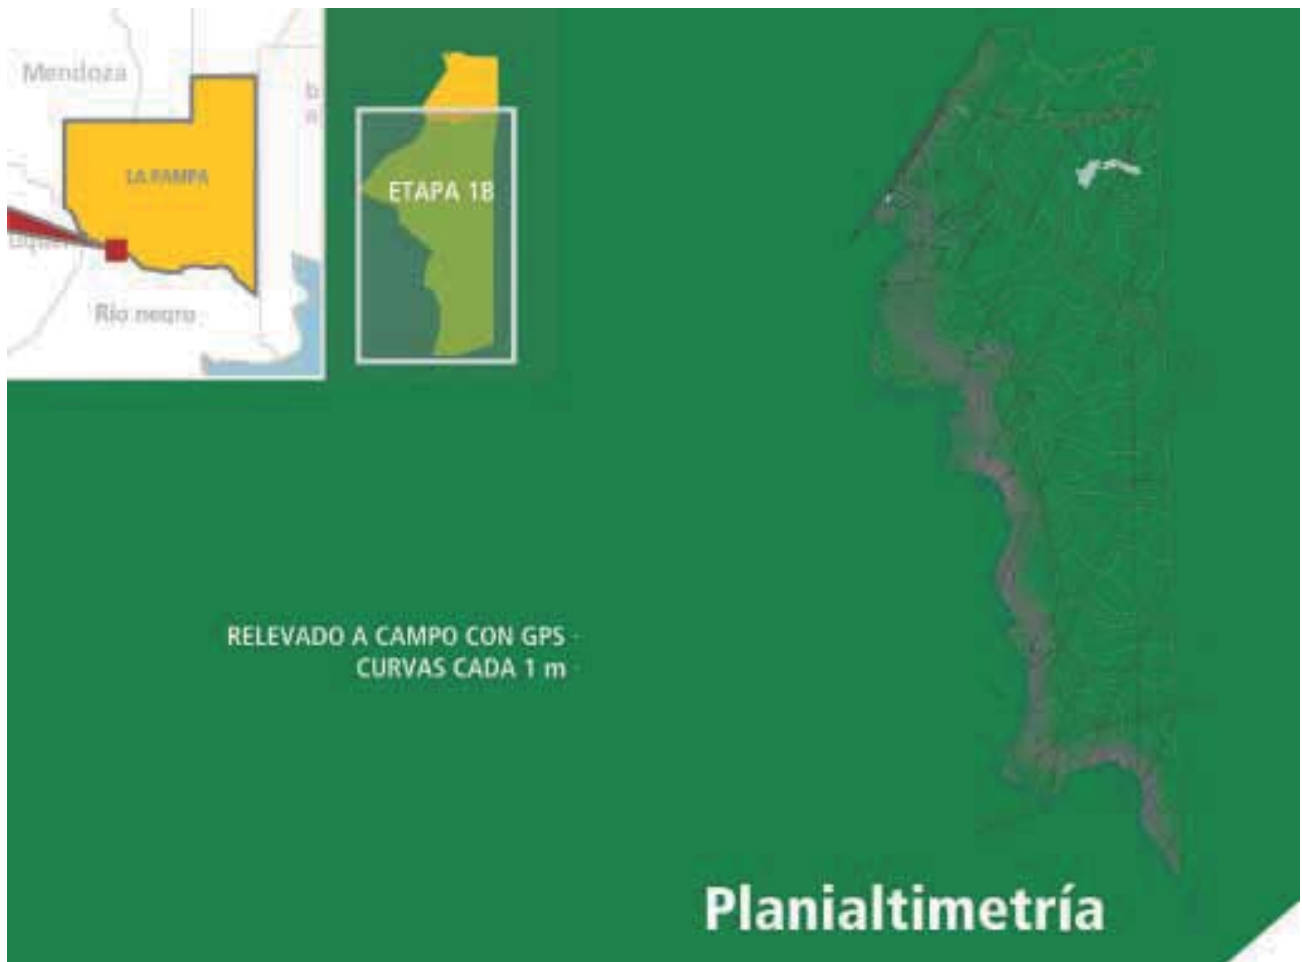 Mendoza
LA PAMPA
Río negro
ETAPA 1B
RELEVADO A CAMPO CON GPS
CURVAS CADA 1 m
Planialtimetría